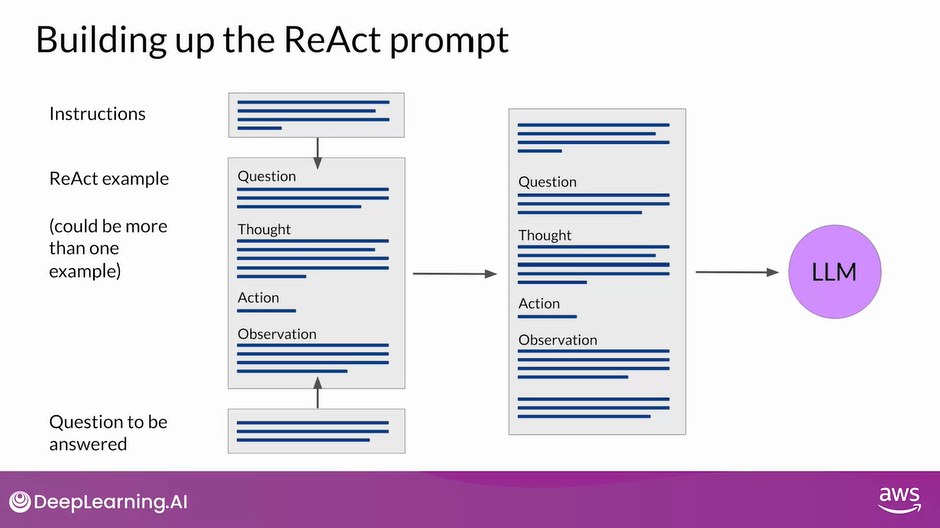 Building up the ReAct prompt
Instructions
ReAct example
(could be more
than one
example)
Question to be
answered
Question
Thought
Action
Observation
Question
Thought
Action
Observation
LLM
DeepLearning.AI
aws